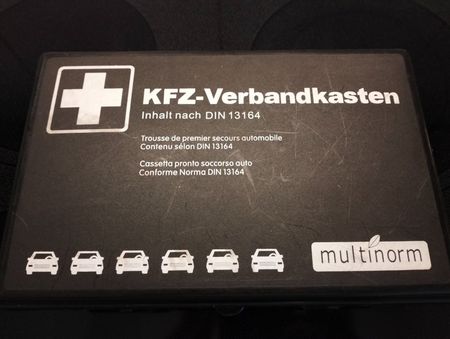 KFZ-Verbandkasten
Inhalt nach DIN 13164
Trousse de premier secours automobile
Contenu sélon DIN 13164
Cassetta pronto soccorso auto
Conforme Norma DIN 13164
multinorm